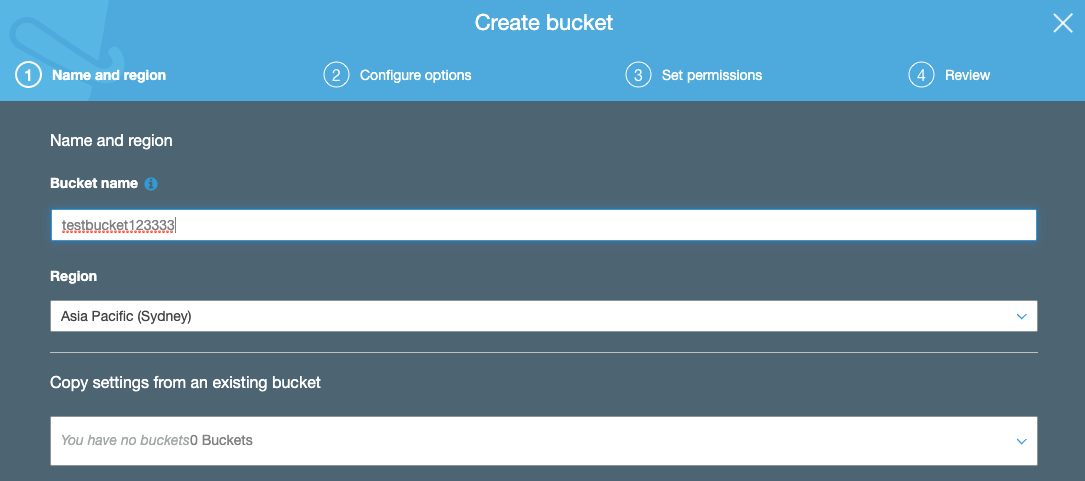 Create bucket
1 Name and region
2 Configure options
3 Set permissions
4 Review
Name and region
Bucket name
testbucket123333
Region
Asia Pacific (Sydney)
Copy settings from an existing bucket
You have no buckets0 Buckets